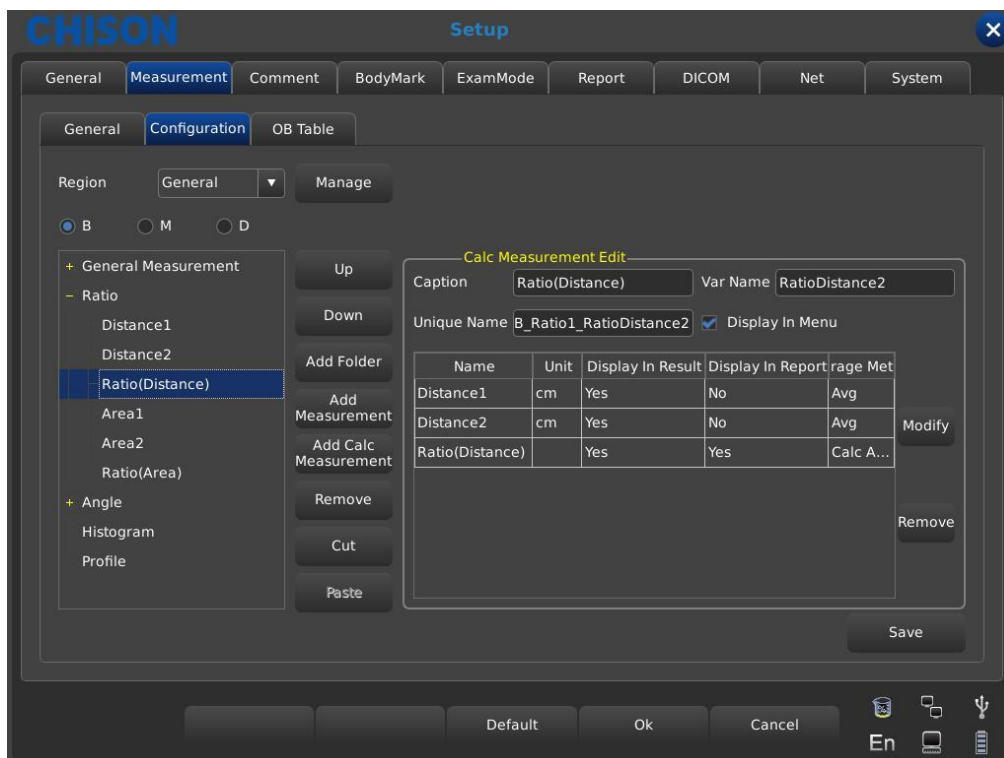 CHISON
Setup
General Measurement Comment BodyMark ExamMode Report DICOM Net System
General Configuration OB Table
Region General Manage
B M D
+ General Measurement
− Ratio
Distance1
Distance2
Ratio(Distance)
Area1
Area2
Ratio(Area)
+ Angle
Histogram
Profile
Up
Down
Add Folder
Add
Measurement
Add Calc
Measurement
Remove
Cut
Paste
Calc Measurement Edit
Caption Ratio(Distance) Var Name RatioDistance2
Unique Name B_Ratio1_RatioDistance2 Display In Menu
Name Unit Display In Result Display In Report rage Met
Distance1 cm Yes No Avg
Distance2 cm Yes No Avg
Ratio(Distance) Yes Yes Calc A...
Modify
Remove
Save
Default Ok Cancel
En